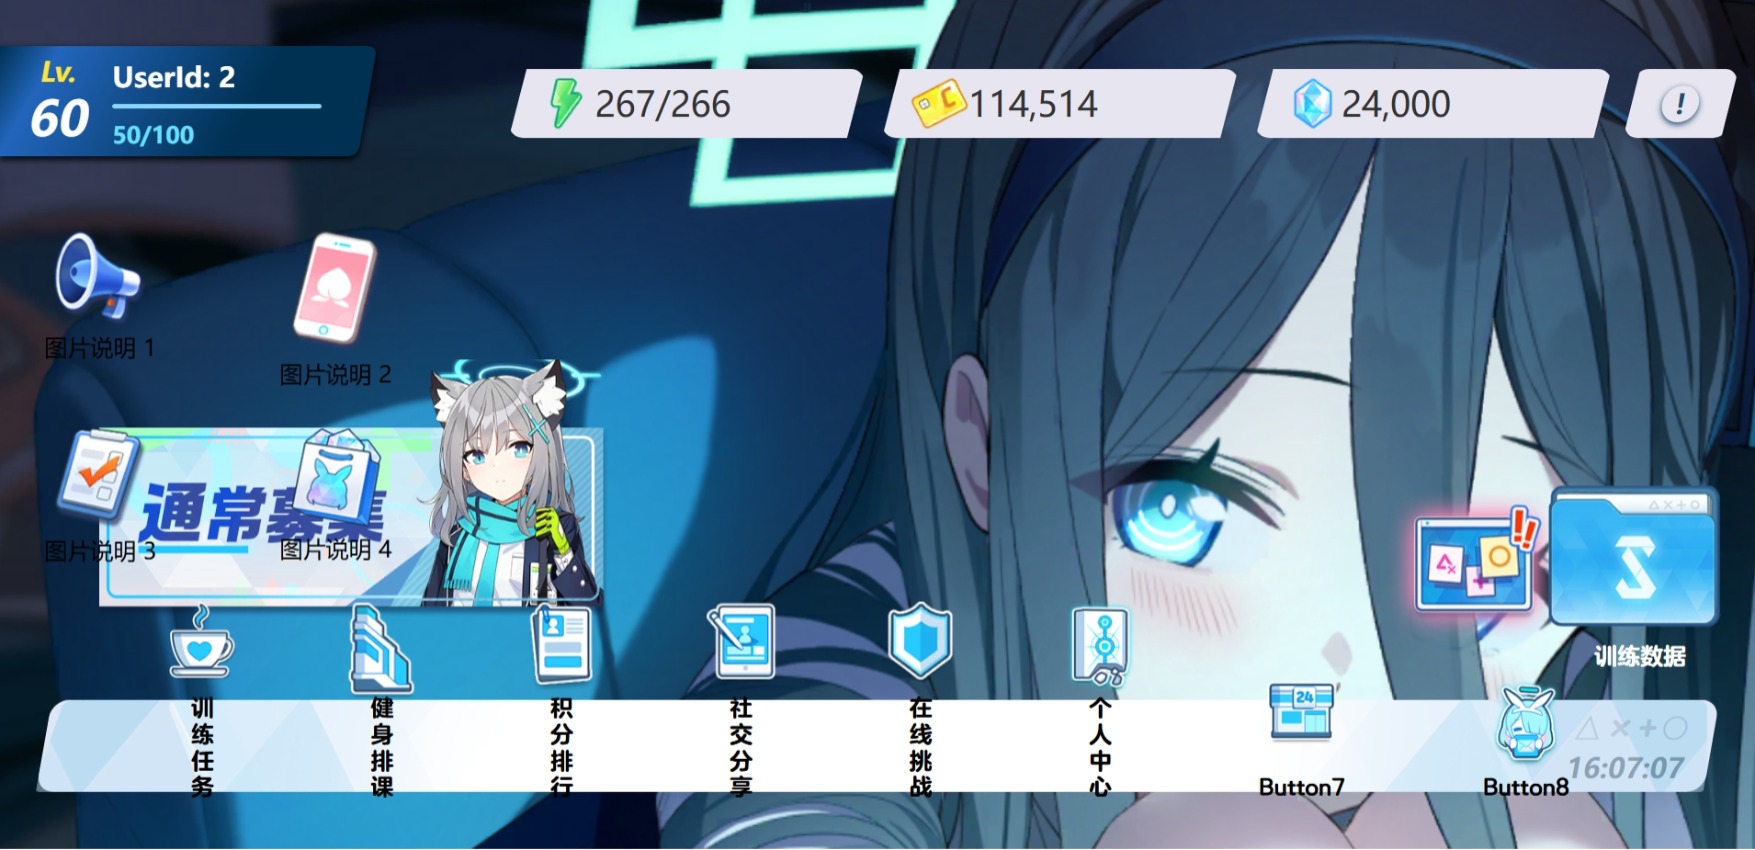 Lv.
60
UserId: 2
50/100
267/266
114,514
24,000
!
图片说明 1
图片说明 2
通常募集
图片说明 3
图片说明 4
!!
训练数据
训练任务
健身排课
积分排行
社交分享
在线挑战
个人中心
24
Button7
Button8
16:07:07